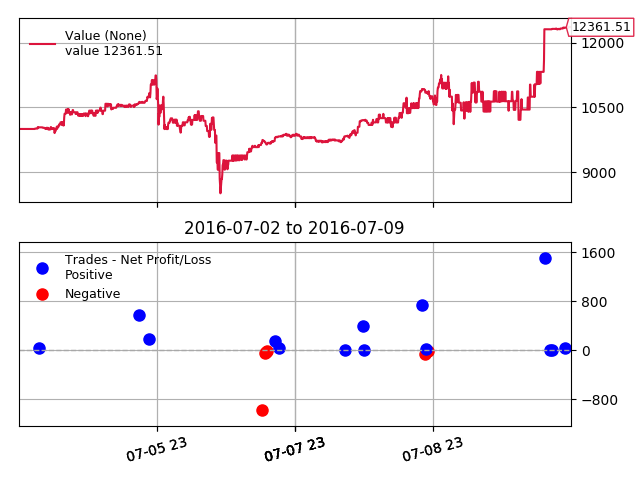 Value (None)
value 12361.51
12361.51
12000
10500
9000
2016-07-02 to 2016-07-09
Trades - Net Profit/Loss
Positive
Negative
1600
800
0
−800
07-05 23
07-07 23
07-08 23